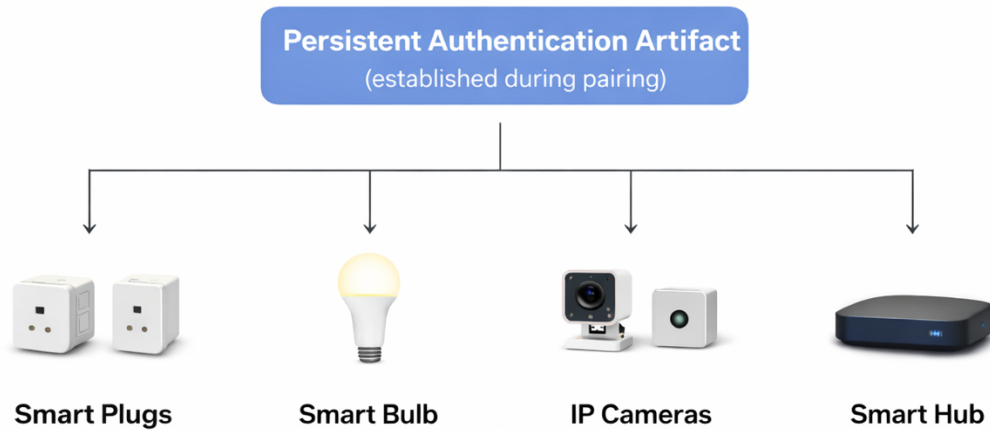 Persistent Authentication Artifact
(established during pairing)
Smart Plugs
Smart Bulb
IP Cameras
Smart Hub